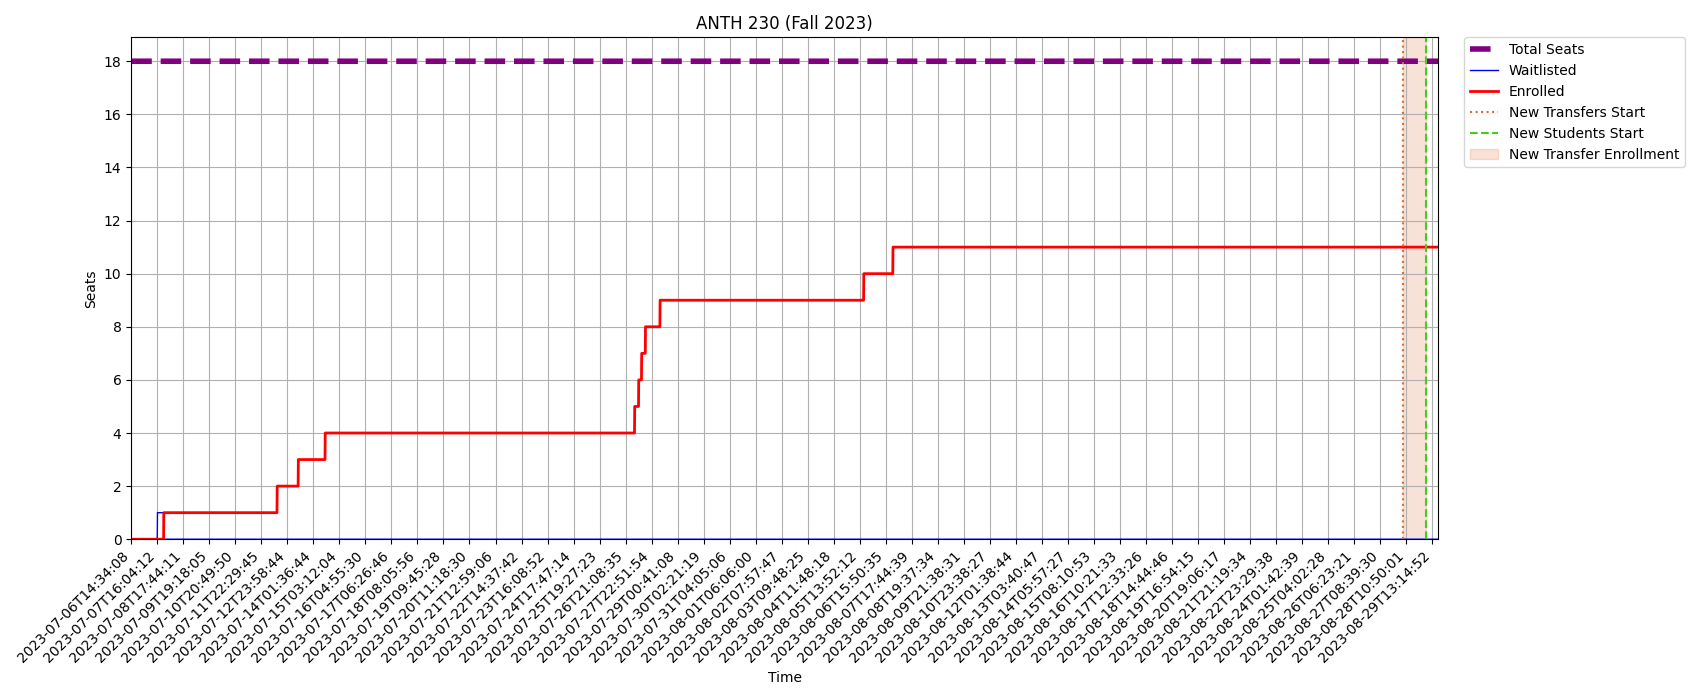 ANTH 230 (Fall 2023)
Total Seats
Waitlisted
Enrolled
New Transfers Start
New Students Start
New Transfer Enrollment
Seats
18
16
14
12
10
8
6
4
2
0
2023-07-06T14:34:08
2023-07-07T16:04:12
2023-07-08T17:44:11
2023-07-09T19:18:05
2023-07-10T20:49:50
2023-07-11T22:29:45
2023-07-12T23:58:44
2023-07-14T01:36:44
2023-07-15T03:12:04
2023-07-16T04:55:30
2023-07-17T06:26:46
2023-07-18T08:05:56
2023-07-19T09:45:28
2023-07-20T11:18:30
2023-07-21T12:59:06
2023-07-22T14:37:42
2023-07-23T16:08:52
2023-07-24T17:47:14
2023-07-25T19:27:23
2023-07-26T21:08:35
2023-07-27T22:51:54
2023-07-29T00:41:08
2023-07-30T02:21:19
2023-07-31T04:05:06
2023-08-01T06:06:00
2023-08-02T07:57:47
2023-08-03T09:48:25
2023-08-04T11:48:18
2023-08-05T13:52:12
2023-08-06T15:50:35
2023-08-07T17:44:39
2023-08-08T19:37:34
2023-08-09T21:38:31
2023-08-10T23:38:27
2023-08-12T01:38:44
2023-08-13T03:40:47
2023-08-14T05:57:27
2023-08-15T08:10:53
2023-08-16T10:21:33
2023-08-17T12:33:26
2023-08-18T14:44:46
2023-08-19T16:54:15
2023-08-20T19:06:17
2023-08-21T21:19:34
2023-08-22T23:29:38
2023-08-24T01:42:39
2023-08-25T04:02:28
2023-08-26T06:23:21
2023-08-27T08:39:30
2023-08-28T10:50:01
2023-08-29T13:14:52
Time